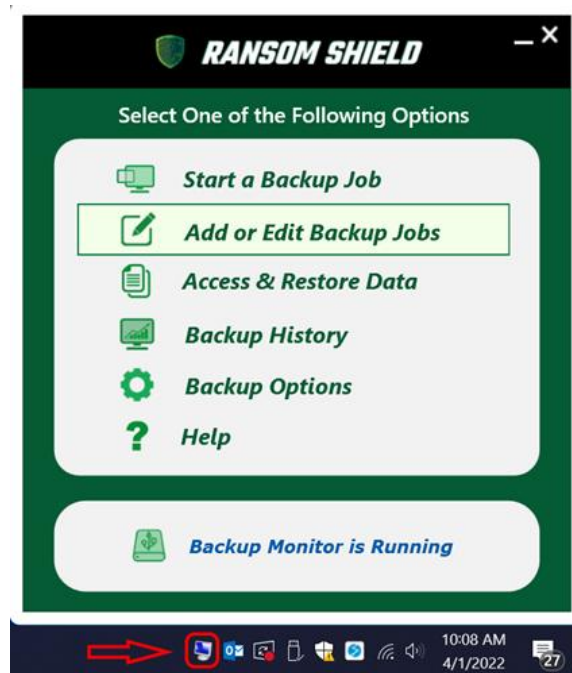 RANSOM SHIELD
Select One of the Following Options
Start a Backup Job
Add or Edit Backup Jobs
Access & Restore Data
Backup History
Backup Options
? Help
Backup Monitor is Running
10:08 AM
4/1/2022
27